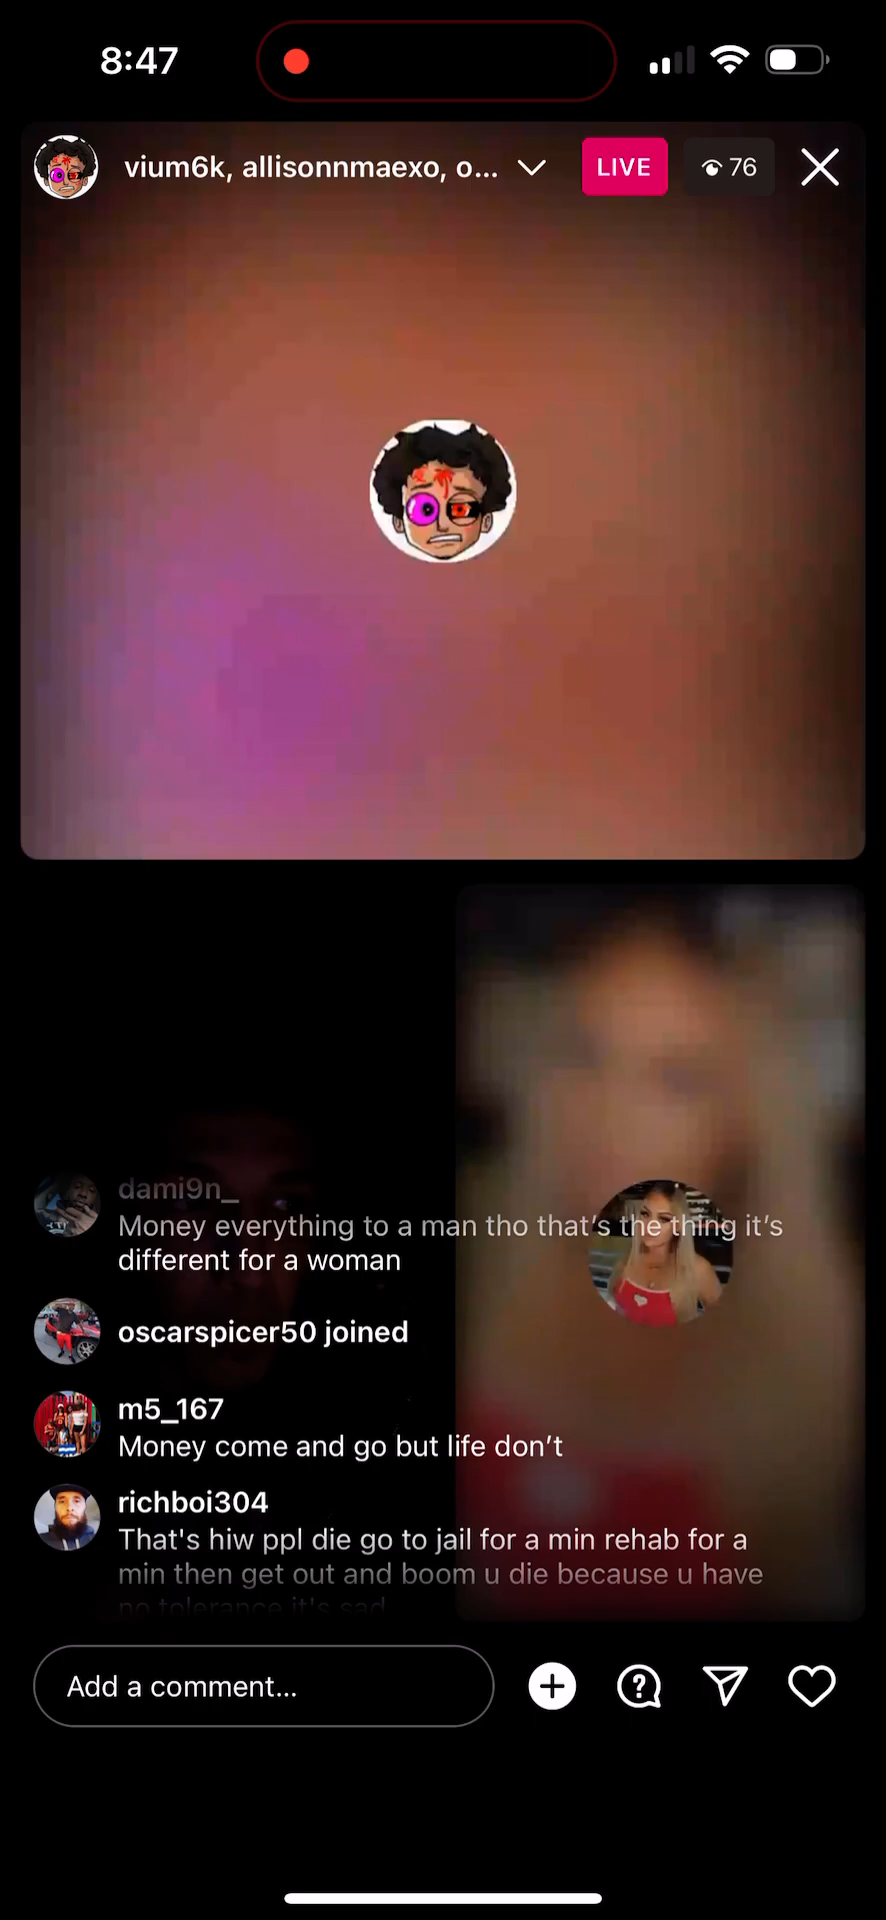 8:47
vium6k, allisonnmaexo, o...
LIVE
76
dami9n_
Money everything to a man tho that's the thing it's
different for a woman
oscarspicer50 joined
m5_167
Money come and go but life don't
richboi304
That's hiw ppl die go to jail for a min rehab for a
min then get out and boom u die because u have
no tolerance it's sad
Add a comment...